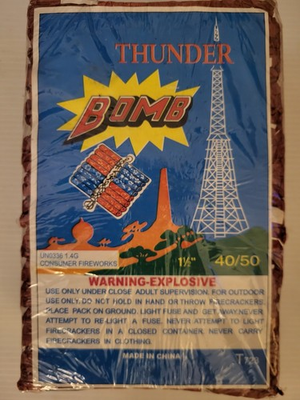 THUNDER
BOMB
UN0336 1.4G
CONSUMER FIREWORKS
1½" 40/50
WARNING-EXPLOSIVE
USE ONLY UNDER CLOSE ADULT SUPERVISION. FOR OUTDOOR
USE ONLY. DO NOT HOLD IN HAND OR THROW FIRECRACKERS
PLACE PACK ON GROUND. LIGHT FUSE AND GET AWAY. NEVER
ATTEMPT TO RE-LIGHT A FUSE. NEVER ATTEMPT TO LIGHT
FIRECRACKERS IN A CLOSED CONTAINER. NEVER CARRY
FIRECRACKERS IN CLOTHING.
MADE IN CHINA